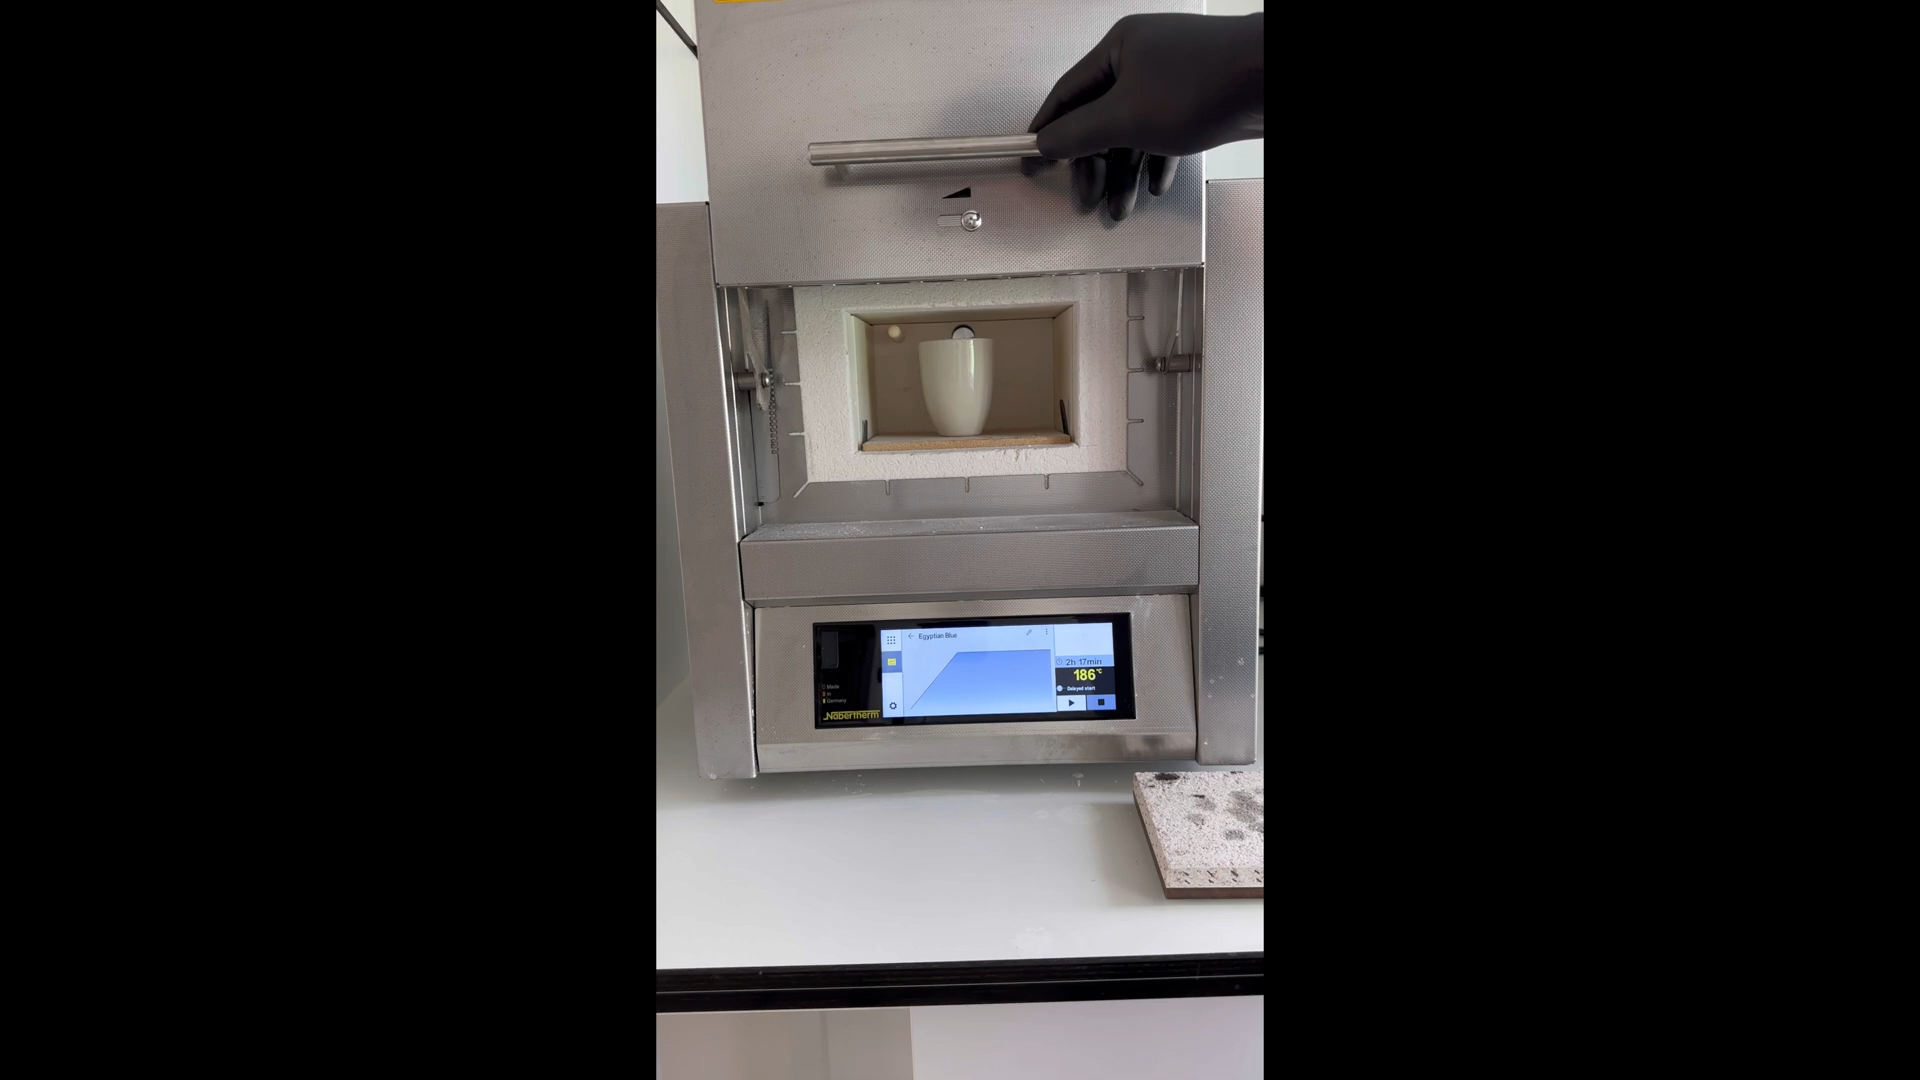 Egyptian Blue
2h 17min
186 °C
Delayed start
Made
in
Germany
Nabertherm